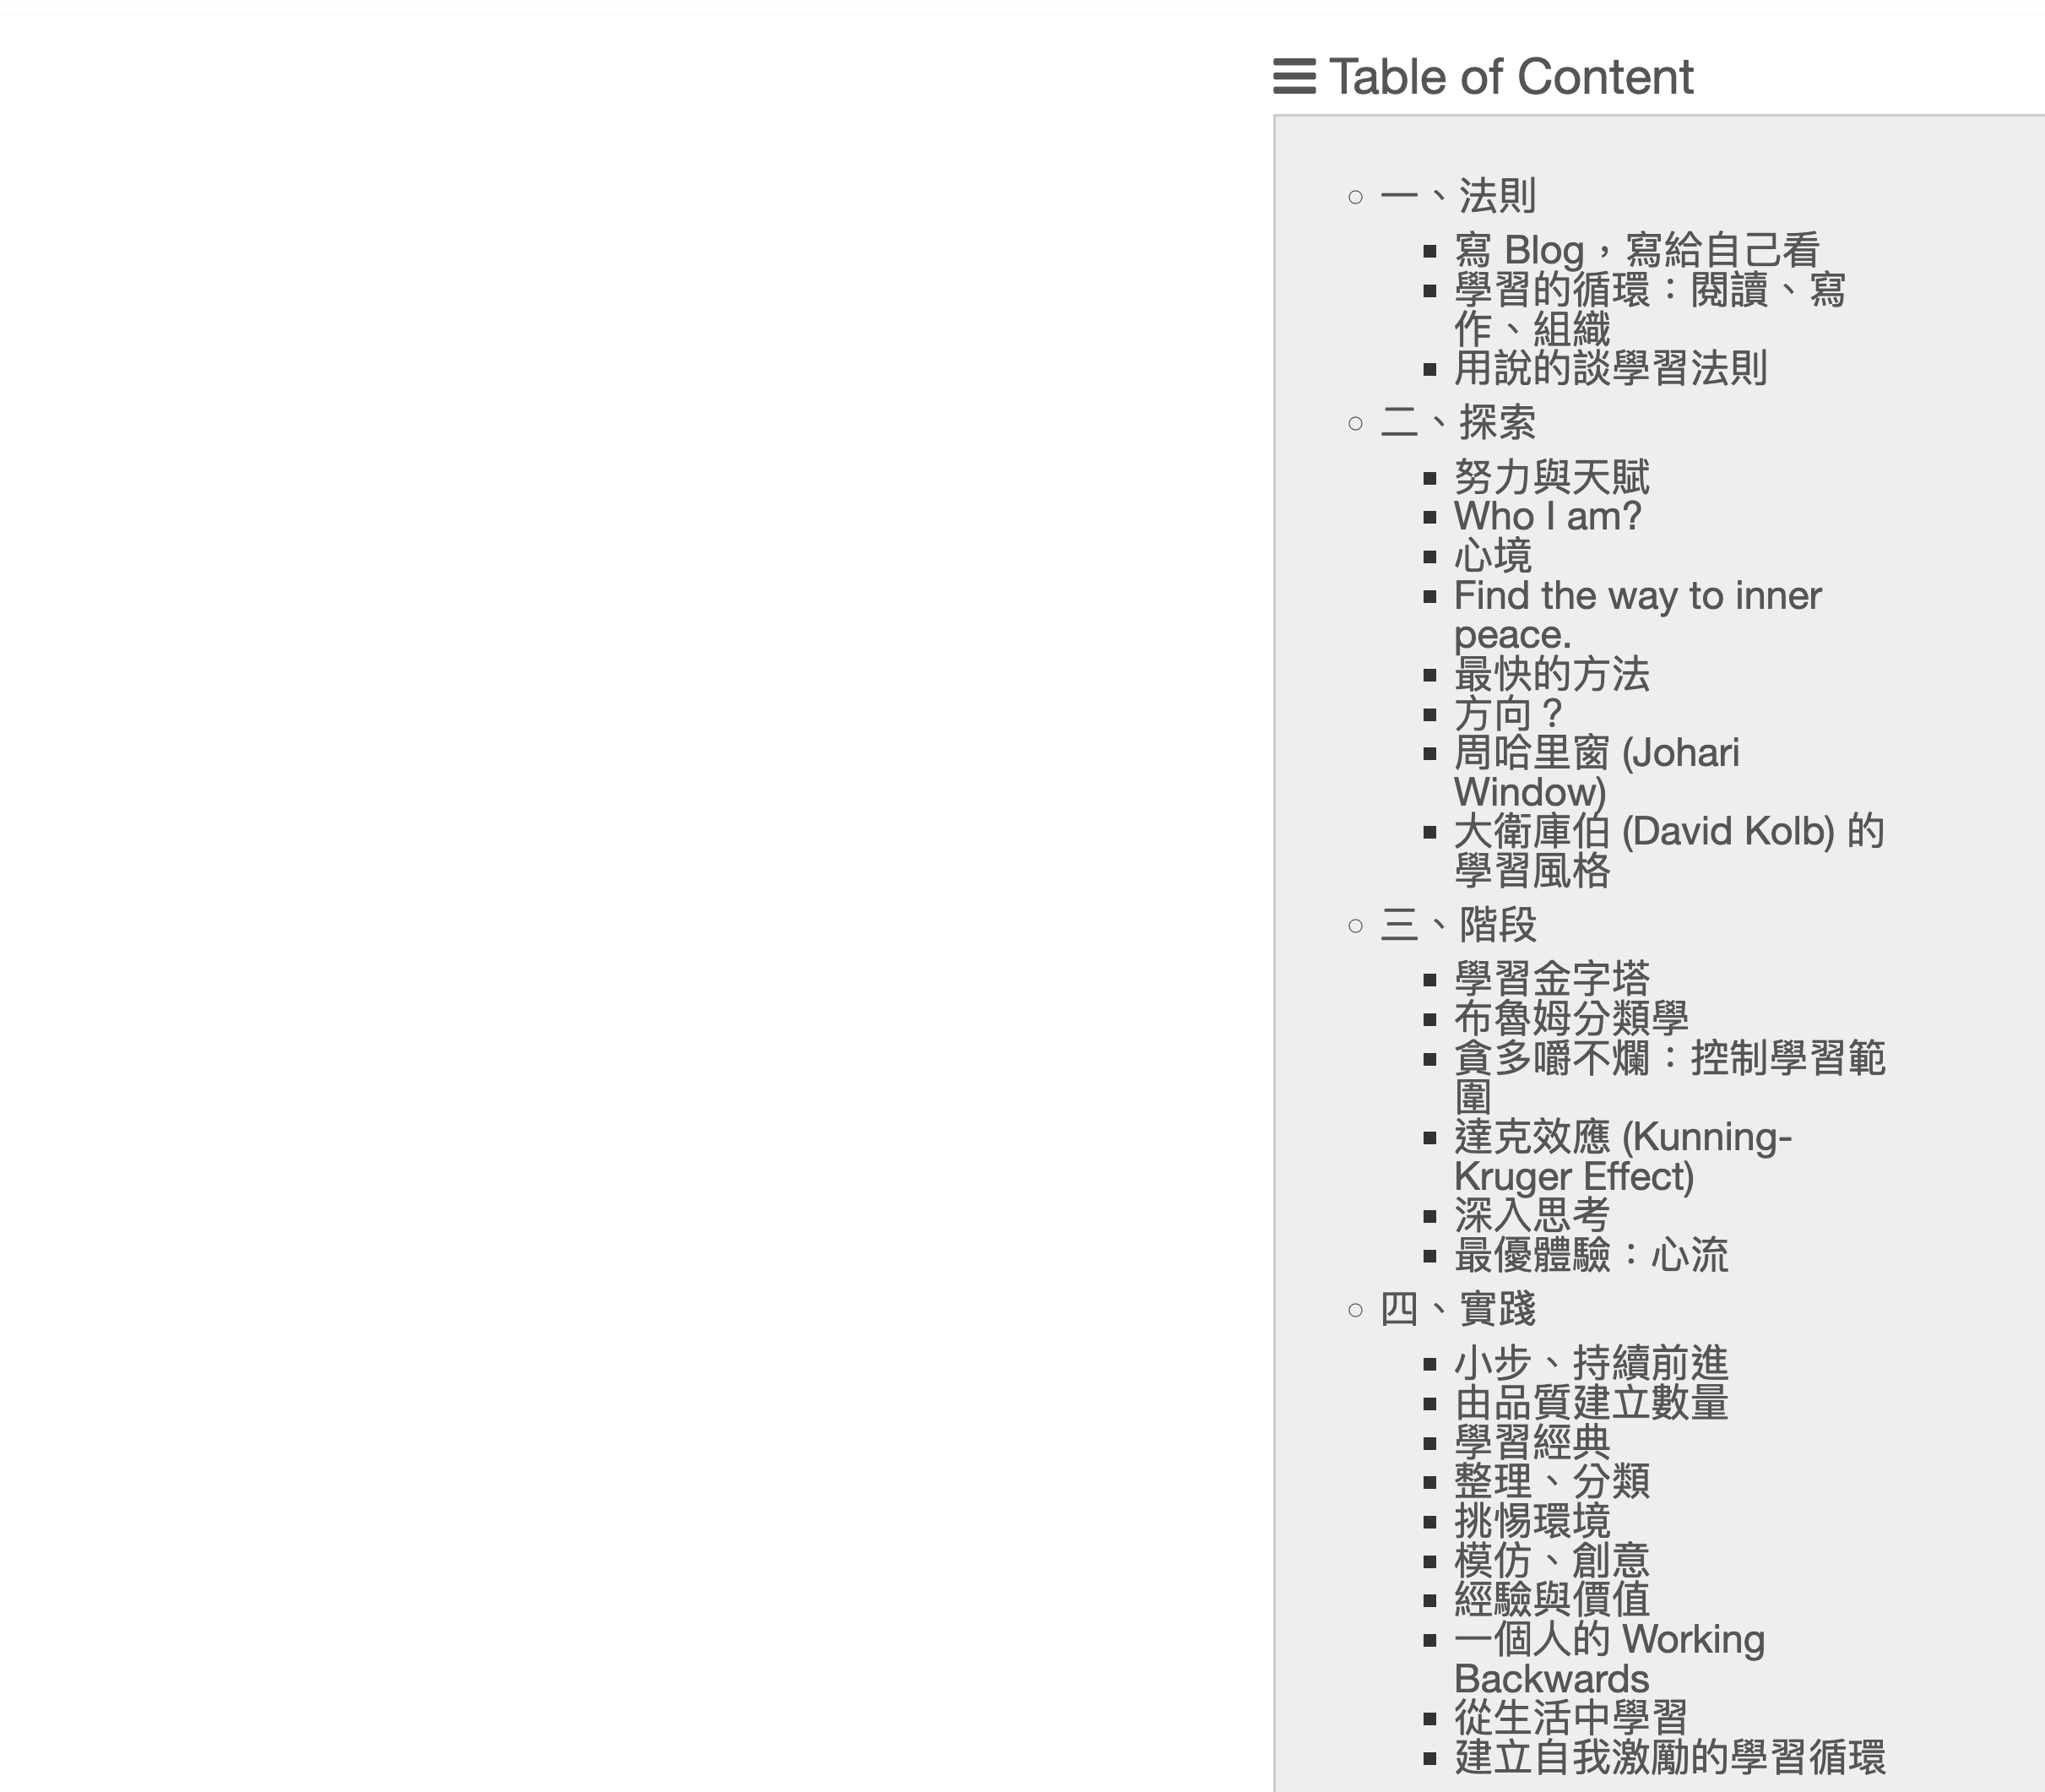 Table of Content
一、法則
寫 Blog，寫給自己看
學習的循環：閱讀、寫
作、組織
用說的談學習法則
二、探索
努力與天賦
Who I am?
心境
Find the way to inner
peace.
最快的方法
方向？
周哈里窗 (Johari
Window)
大衛庫伯 (David Kolb) 的
學習風格
三、階段
學習金字塔
布魯姆分類學
貪多嚼不爛：控制學習範
圍
達克效應 (Kunning-
Kruger Effect)
深入思考
最優體驗：心流
四、實踐
小步、持續前進
由品質建立數量
學習經典
整理、分類
挑惕環境
模仿、創意
經驗與價值
一個人的 Working
Backwards
從生活中學習
建立自我激勵的學習循環